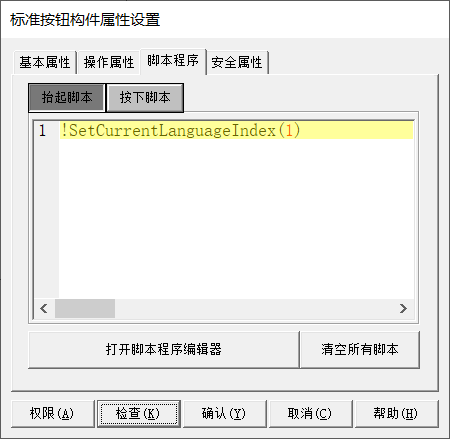 标准按钮构件属性设置
基本属性 操作属性 脚本程序 安全属性
抬起脚本 按下脚本
1 !SetCurrentLanguageIndex(1)
打开脚本程序编辑器 清空所有脚本
权限(A) 检查(K) 确认(Y) 取消(C) 帮助(H)